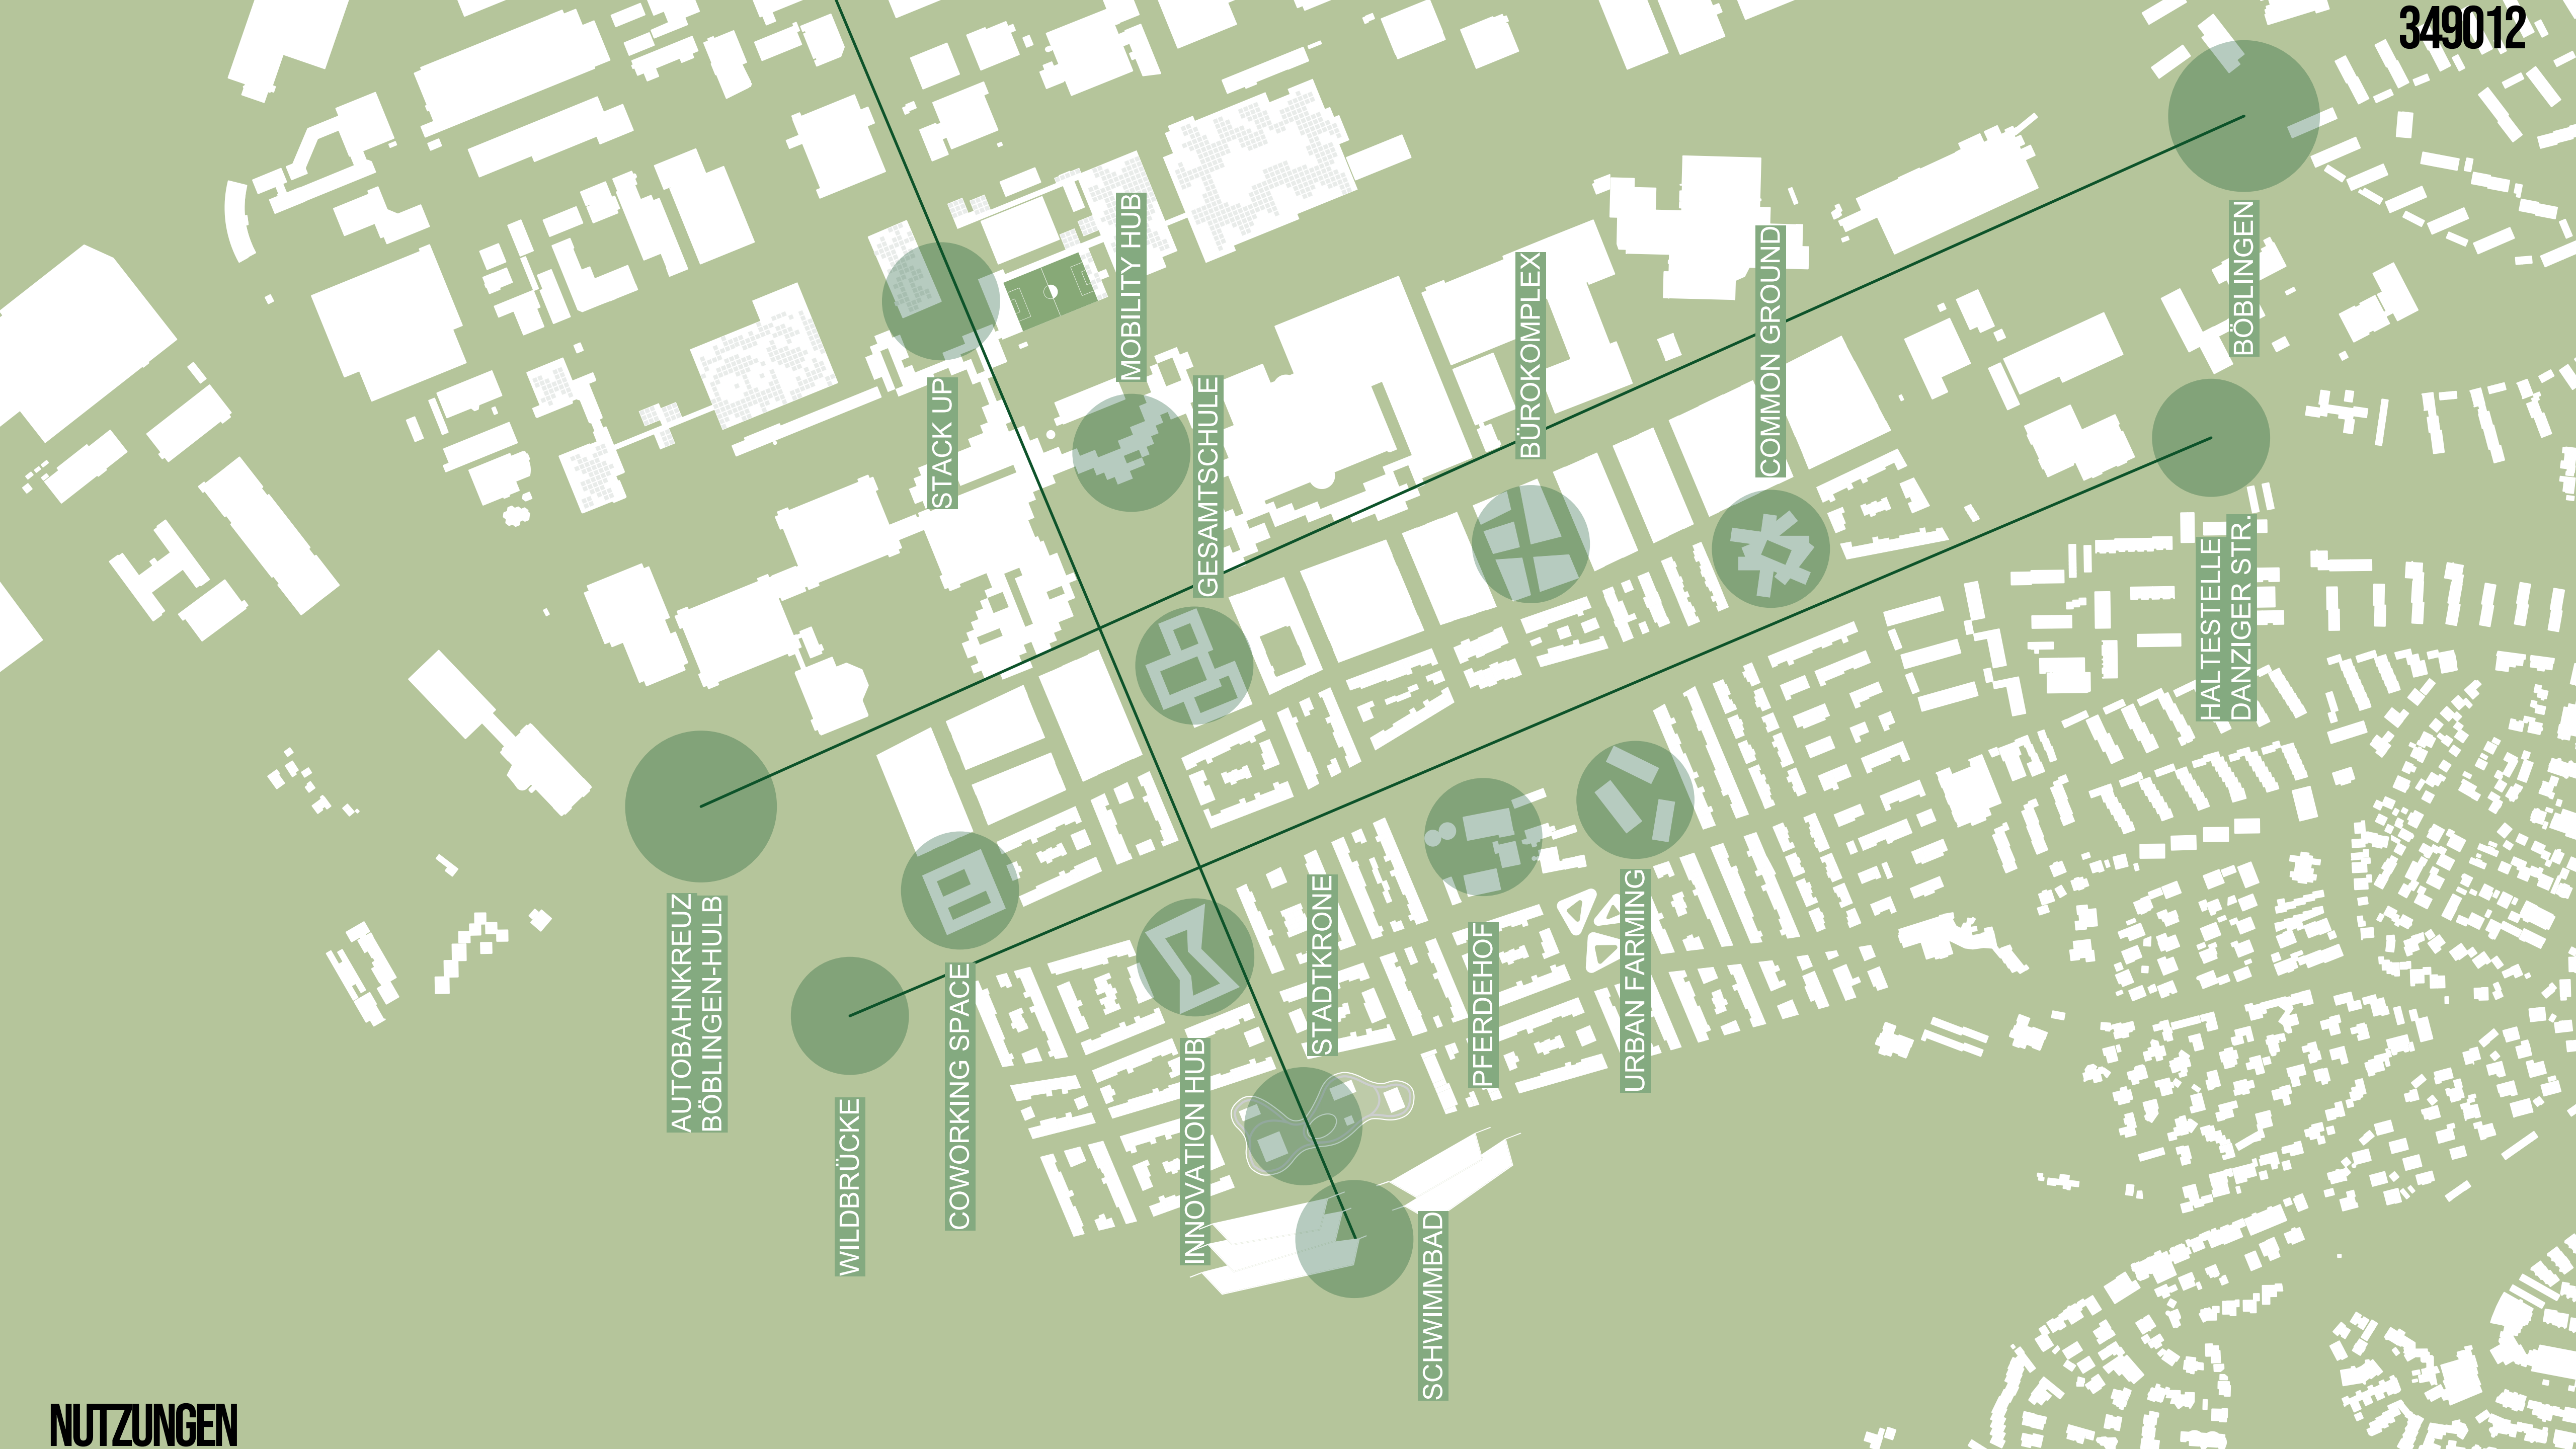 349012
STACK UP
MOBILITY HUB
GESAMTSCHULE
BÜROKOMPLEX
COMMON GROUND
BÖBLINGEN
HALTESTELLE
DANZIGER STR.
AUTOBAHNKREUZ
BÖBLINGEN-HULB
WILDBRÜCKE
COWORKING SPACE
INNOVATION HUB
STADTKRONE
SCHWIMMBAD
PFERDEHOF
URBAN FARMING
NUTZUNGEN